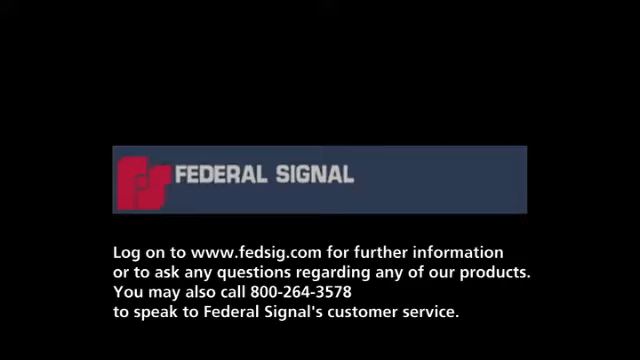 FEDERAL SIGNAL
Log on to www.fedsig.com for further information
or to ask any questions regarding any of our products.
You may also call 800-264-3578
to speak to Federal Signal's customer service.